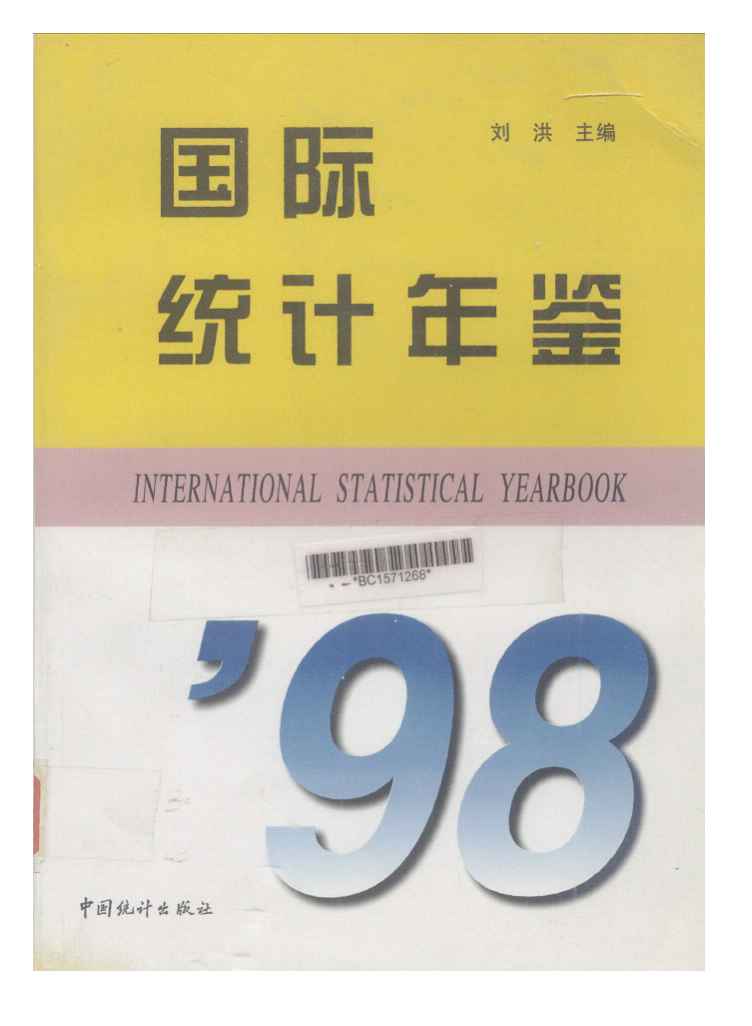 刘 洪 主编
国际
统计年鉴
INTERNATIONAL STATISTICAL YEARBOOK
*BC1571268*
'98
中国统计出版社